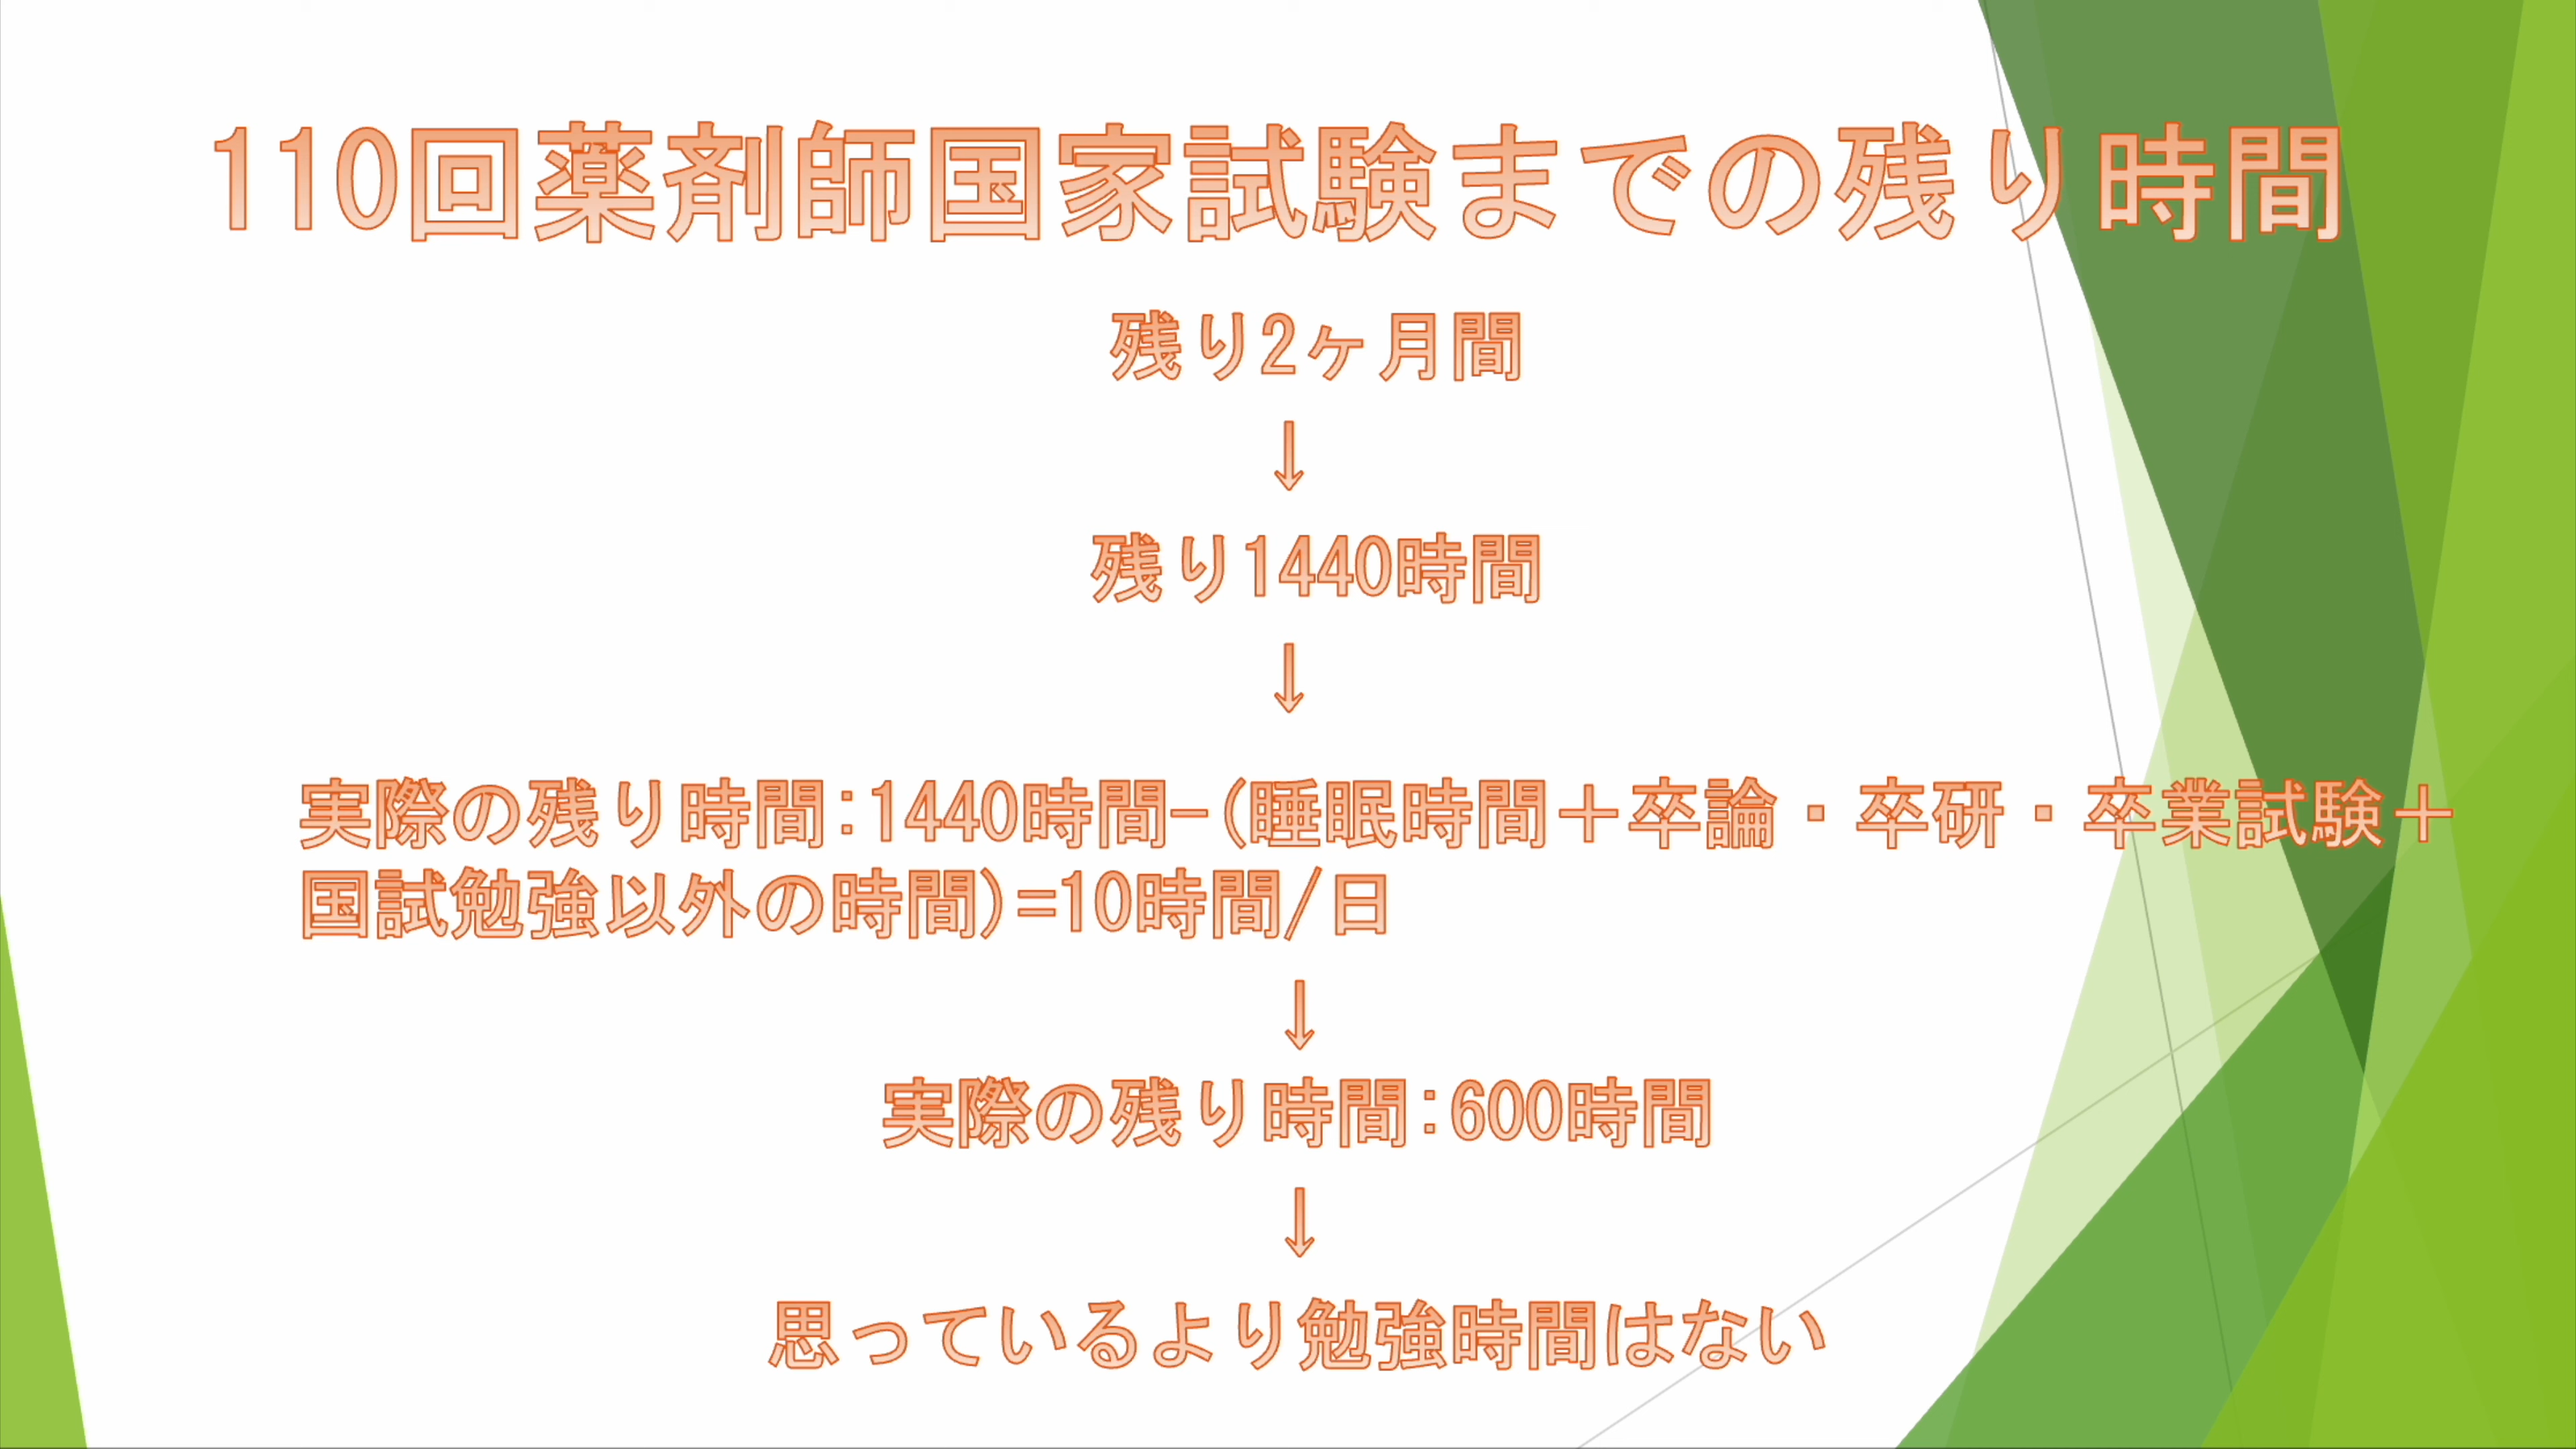 110回薬剤師国家試験までの残り時間
残り2ヶ月間
↓
残り1440時間
↓
実際の残り時間:1440時間-(睡眠時間＋卒論・卒研・卒業試験＋
国試勉強以外の時間)=10時間/日
↓
実際の残り時間:600時間
↓
思っているより勉強時間はない